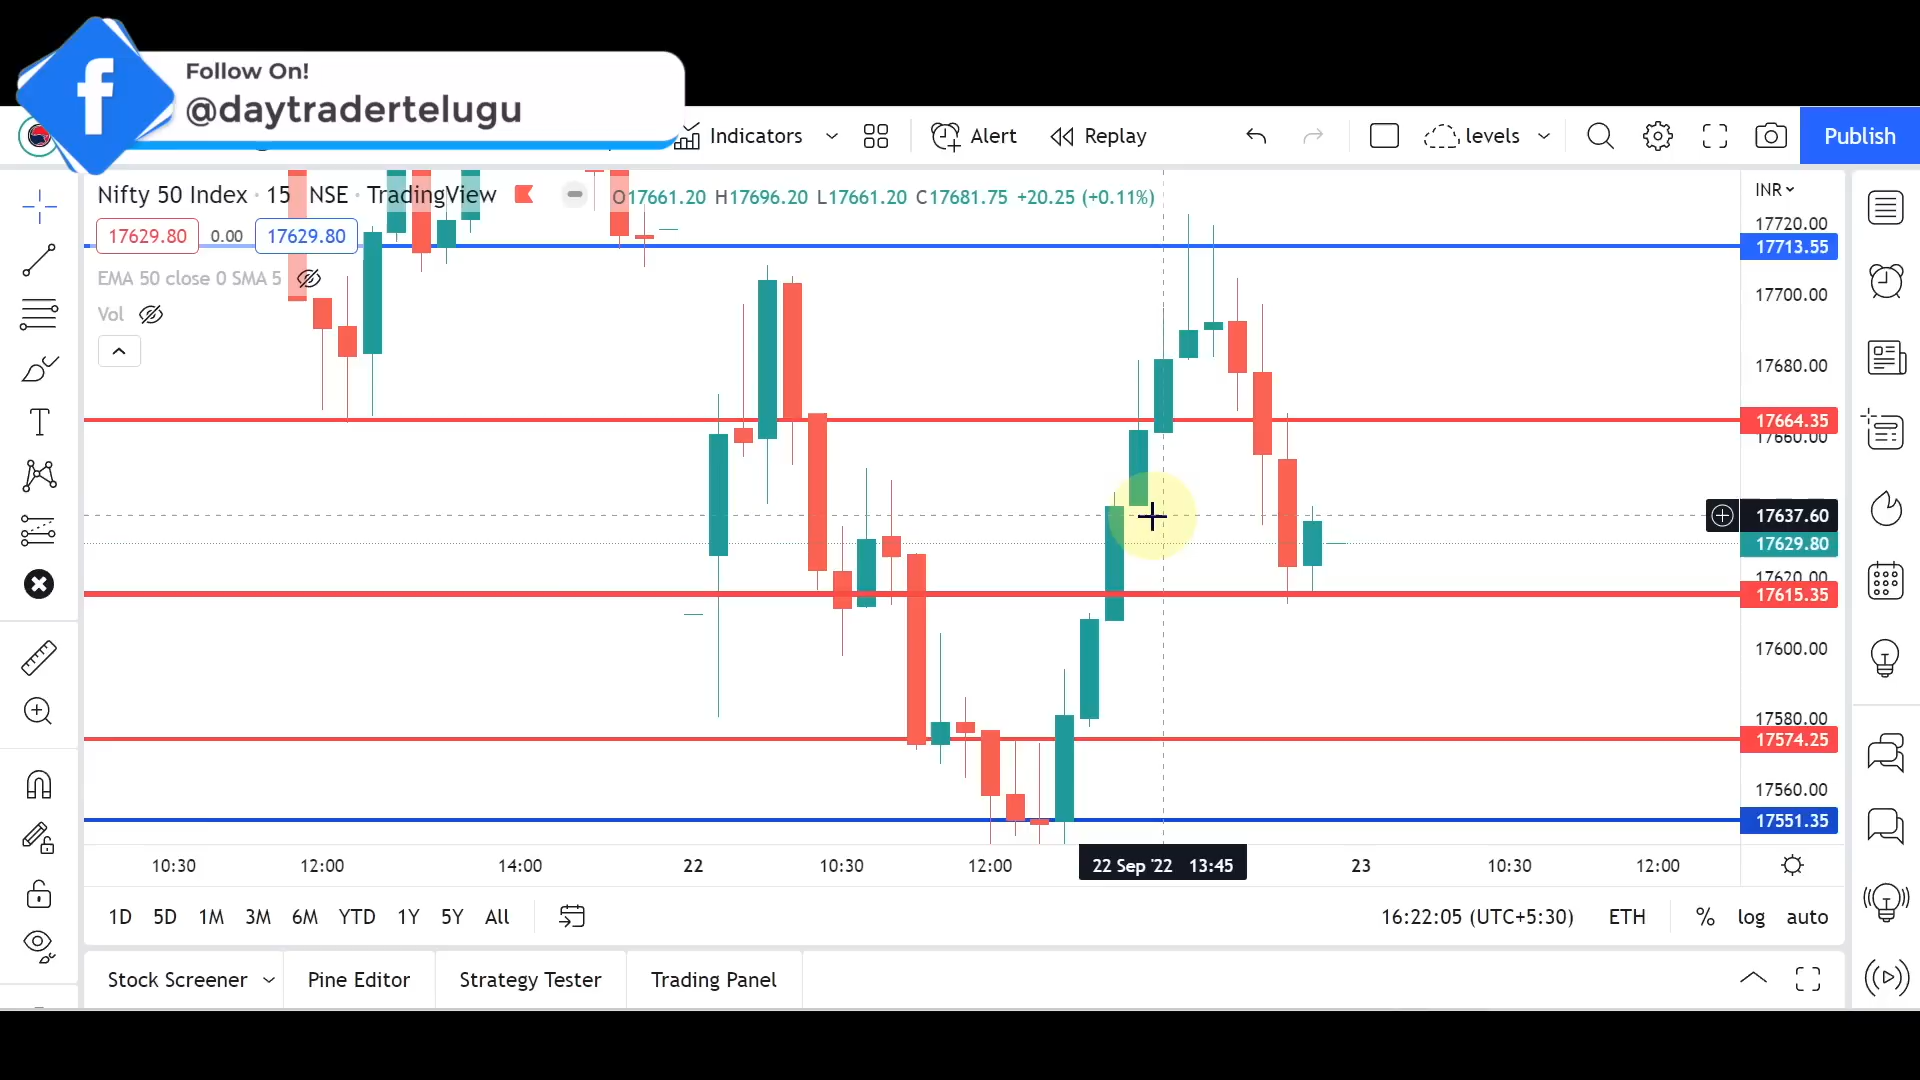 Follow On!
@daytradertelugu
Indicators
Alert
Replay
levels
Publish
Nifty 50 Index · 15 NSE · TradingView
O17661.20 H17696.20 L17661.20 C17681.75 +20.25 (+0.11%)
INR
17629.80 0.00 17629.80
EMA 50 close 0 SMA 5
Vol
17720.00
17713.55
17700.00
17680.00
17664.35
17660.00
17637.60
17629.80
17620.00
17615.35
17600.00
17580.00
17574.25
17560.00
17551.35
10:30 12:00 14:00 22 10:30 12:00 22 Sep '22 13:45 23 10:30 12:00
1D 5D 1M 3M 6M YTD 1Y 5Y All
16:22:05 (UTC+5:30) ETH % log auto
Stock Screener Pine Editor Strategy Tester Trading Panel